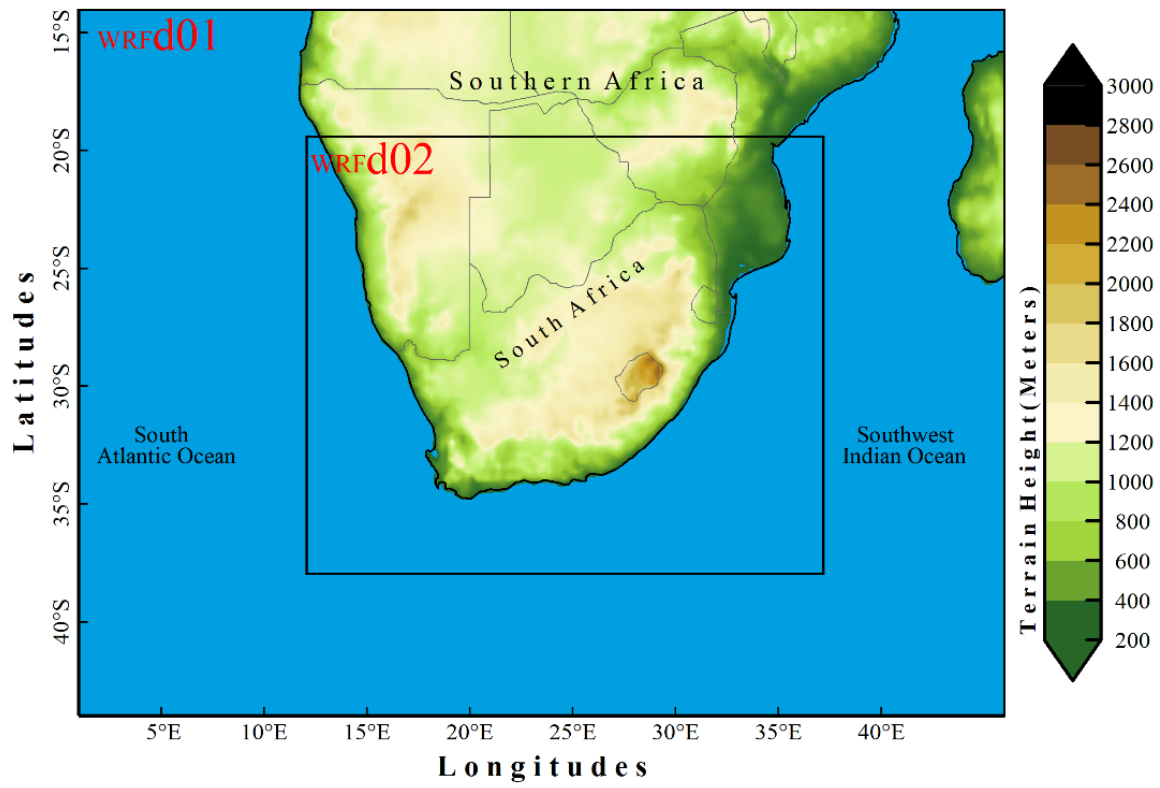 WRFd01
WRFd02
Southern Africa
South Africa
South
Atlantic Ocean
Southwest
Indian Ocean
15°S
20°S
25°S
30°S
35°S
40°S
Latitudes
5°E
10°E
15°E
20°E
25°E
30°E
35°E
40°E
Longitudes
Terrain Height(Meters)
3000
2800
2600
2400
2200
2000
1800
1600
1400
1200
1000
800
600
400
200